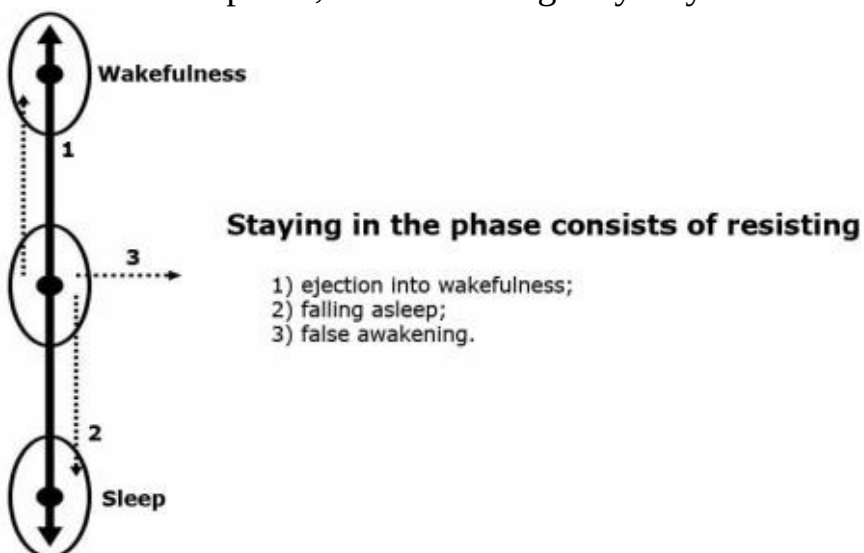 Wakefulness
1
Staying in the phase consists of resisting
3
1) ejection into wakefulness;
2) falling asleep;
3) false awakening.
2
Sleep